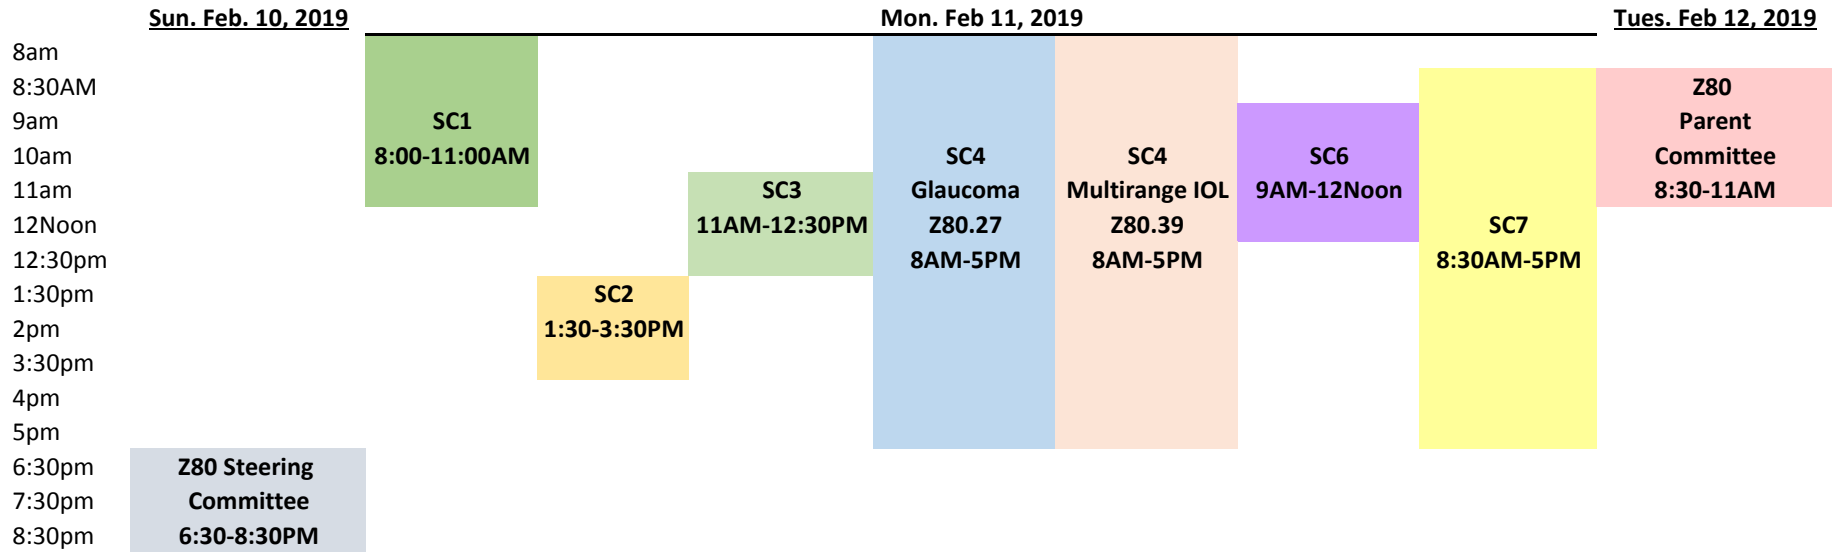 Sun. Feb. 10, 2019 Mon. Feb 11, 2019 Tues. Feb 12, 2019
8am
8:30AM Z80
9am SC1 Parent
10am 8:00-11:00AM SC4 SC4 SC6 Committee
11am SC3 Glaucoma Multirange IOL 9AM-12Noon 8:30-11AM
12Noon 11AM-12:30PM Z80.27 Z80.39 SC7
12:30pm 8AM-5PM 8AM-5PM 8:30AM-5PM
1:30pm SC2
2pm 1:30-3:30PM
3:30pm
4pm
5pm
6:30pm Z80 Steering
7:30pm Committee
8:30pm 6:30-8:30PM